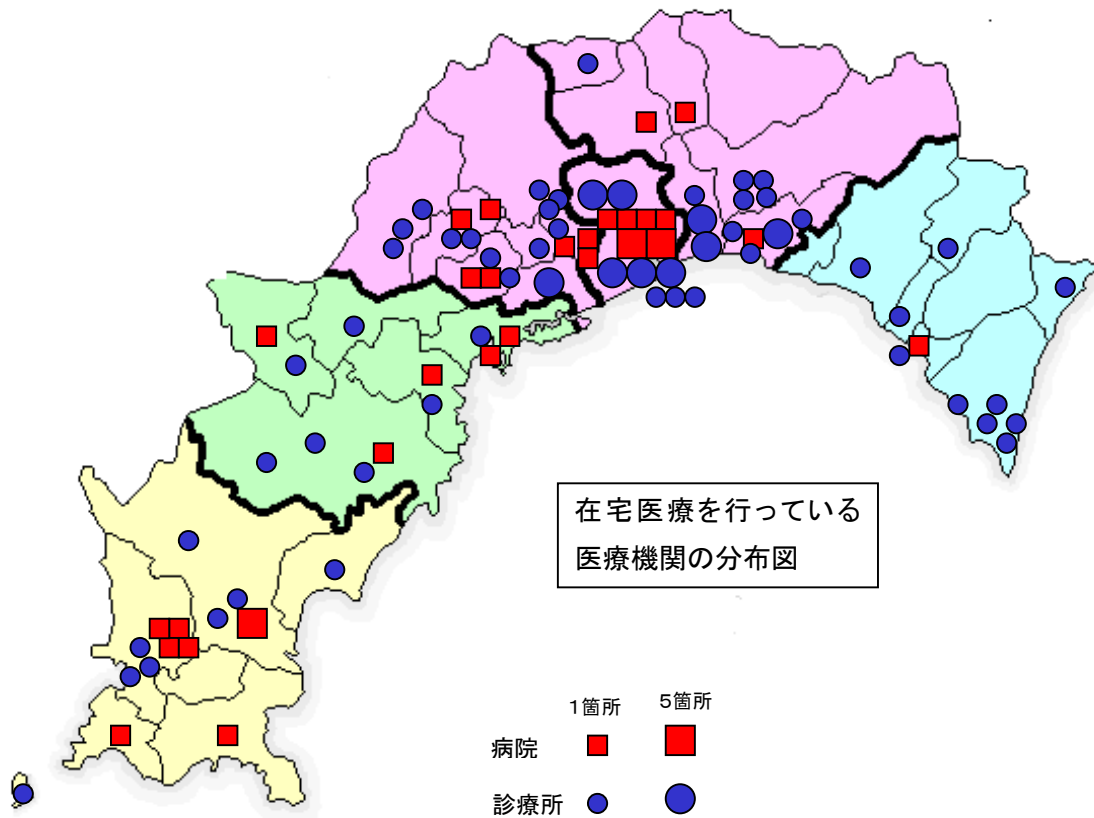 在宅医療を行っている
医療機関の分布図
1箇所 5箇所
病院
診療所